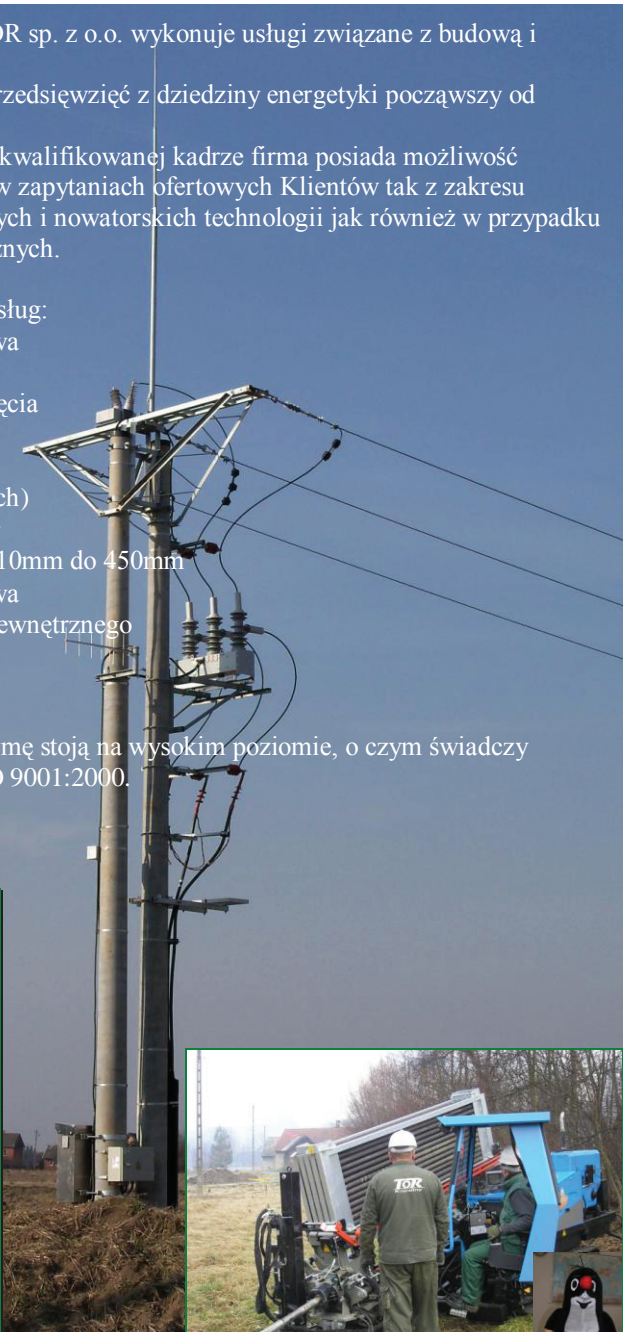 OR sp. z o.o. wykonuje usługi związane z budową i
rzedsięwzięć z dziedziny energetyki począwszy od
kwalifikowanej kadrze firma posiada możliwość
w zapytaniach ofertowych Klientów tak z zakresu
ych i nowatorskich technologii jak również w przypadku
znych.
sług:
wa
ęcia
ch)
10mm do 450mm
wa
ewnętrznego
mę stoją na wysokim poziomie, o czym świadczy
9001:2000.
TOR